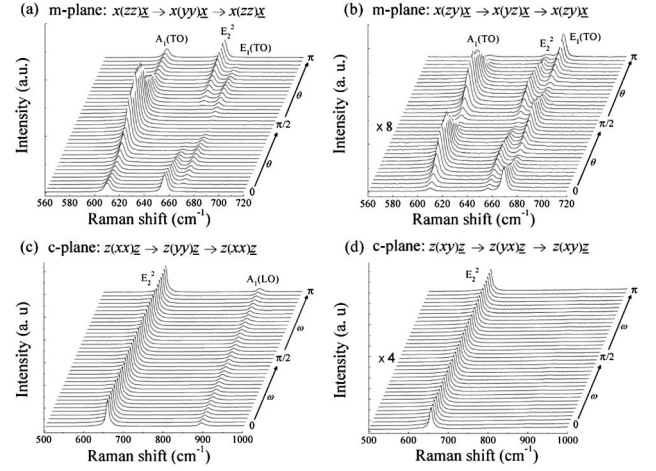 (a) m-plane: x(zz)x → x(yy)x → x(zz)x
A₁(TO)
E₂²
E₁(TO)
π
θ
π/2
θ
0
Intensity (a.u.)
560 580 600 620 640 660 680 700 720
Raman shift (cm⁻¹)
(b) m-plane: x(zy)x → x(yz)x → x(zy)x
A₁(TO)
E₂²
E₁(TO)
π
θ
π/2
x 8
θ
0
Intensity (a.u.)
560 580 600 620 640 660 680 700 720
Raman shift (cm⁻¹)
(c) c-plane: z(xx)z → z(yy)z → z(xx)z
E₂²
A₁(LO)
π
ω
π/2
ω
0
Intensity (a. u)
500 600 700 800 900 1000
Raman shift (cm⁻¹)
(d) c-plane: z(xy)z → z(yx)z → z(xy)z
E₂²
π
ω
π/2
x 4
ω
0
Intensity (a. u.)
500 600 700 800 900 1000
Raman shift (cm⁻¹)